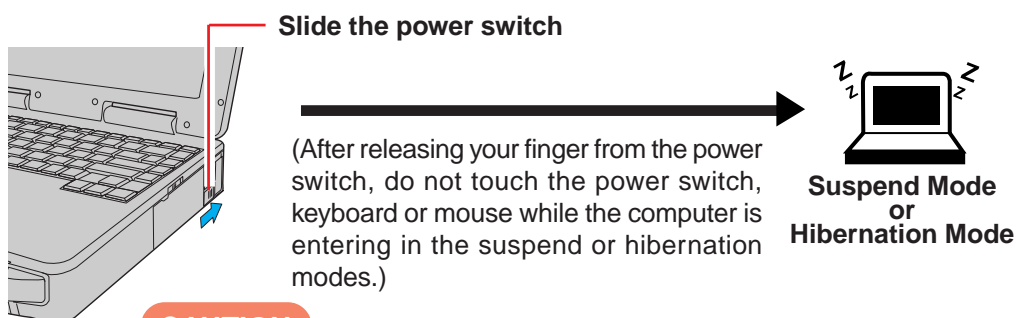 Slide the power switch
Z
Z
Z
Z
(After releasing your finger from the power
switch, do not touch the power switch,
keyboard or mouse while the computer is
entering in the suspend or hibernation
modes.)
Suspend Mode
or
Hibernation Mode
CAUTION